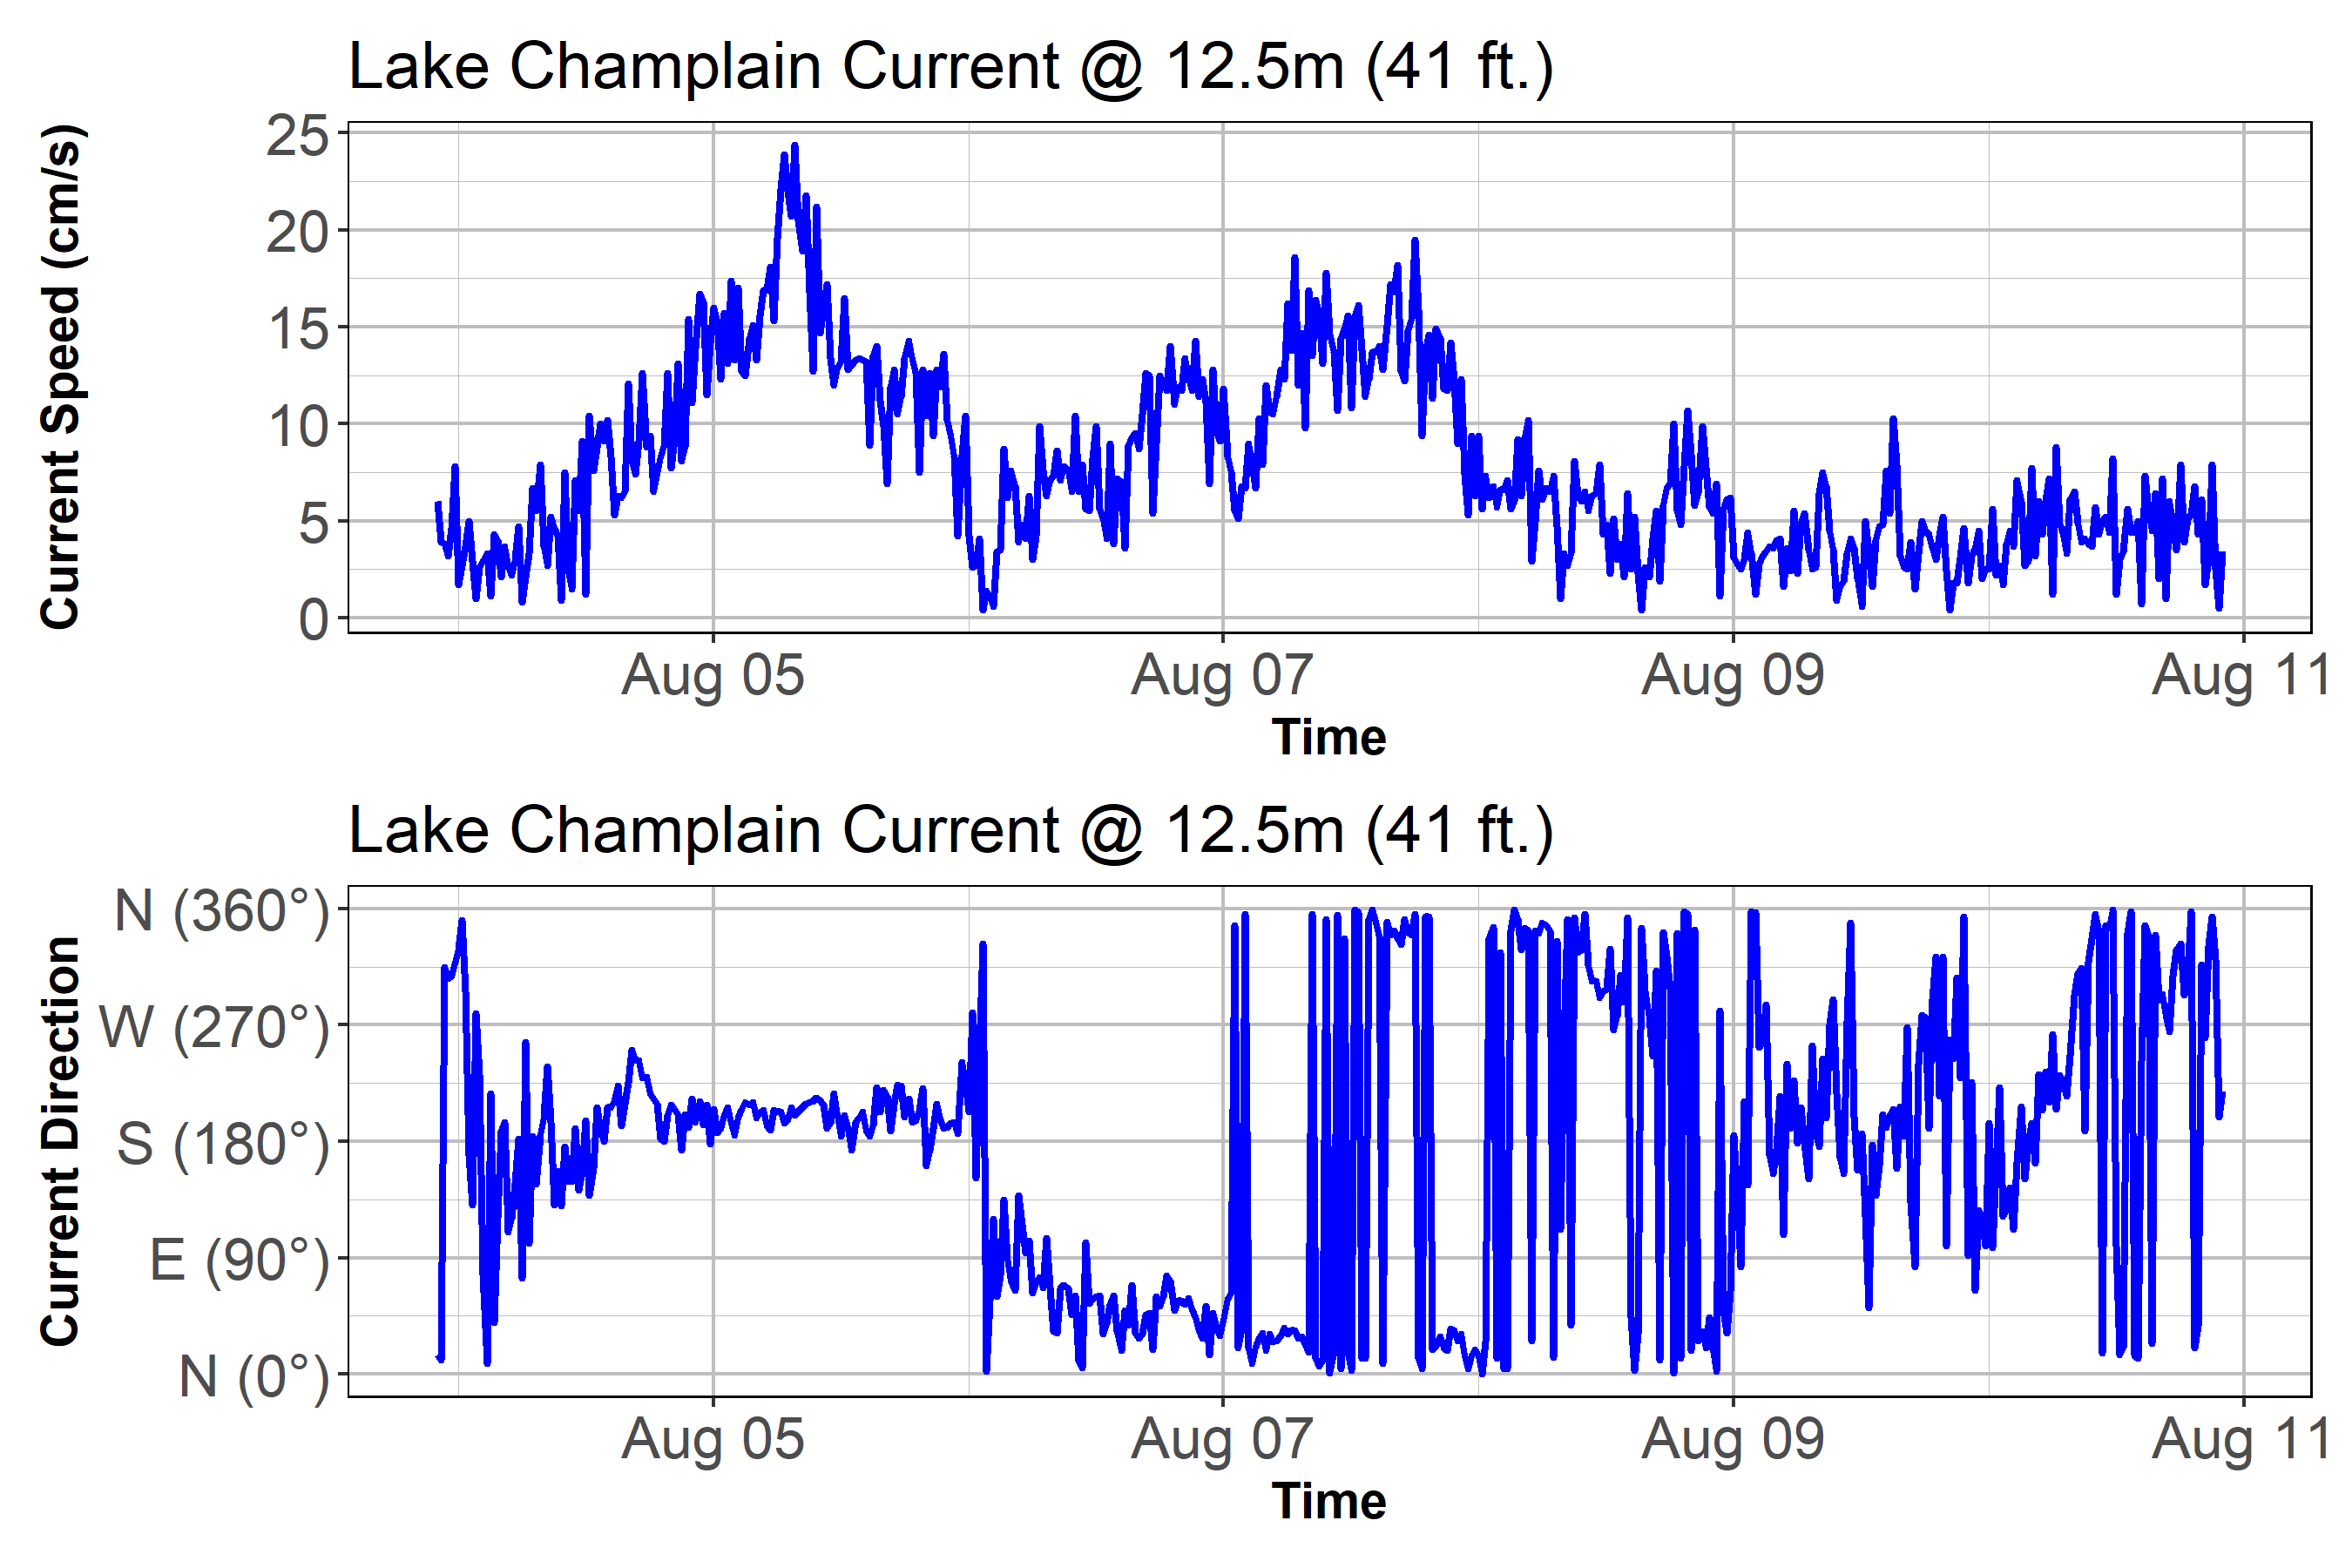 Lake Champlain Current @ 12.5m (41 ft.)
Current Speed (cm/s)
25
20
15
10
5
0
Aug 05 Aug 07 Aug 09 Aug 11
Time
Lake Champlain Current @ 12.5m (41 ft.)
Current Direction
N (360°)
W (270°)
S (180°)
E (90°)
N (0°)
Aug 05 Aug 07 Aug 09 Aug 11
Time